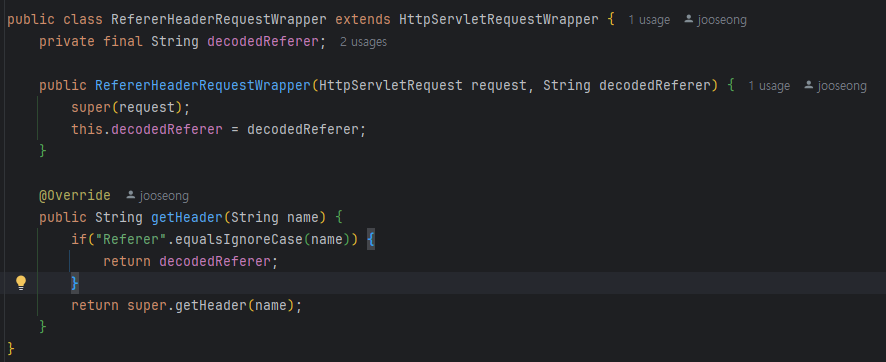 public class RefererHeaderRequestWrapper extends HttpServletRequestWrapper { 1 usage jooseong
    private final String decodedReferer; 2 usages
    public RefererHeaderRequestWrapper(HttpServletRequest request, String decodedReferer) { 1 usage jooseong
        super(request);
        this.decodedReferer = decodedReferer;
    }
    @Override jooseong
    public String getHeader(String name) {
        if("Referer".equalsIgnoreCase(name)) {
            return decodedReferer;
        }
        return super.getHeader(name);
    }
}